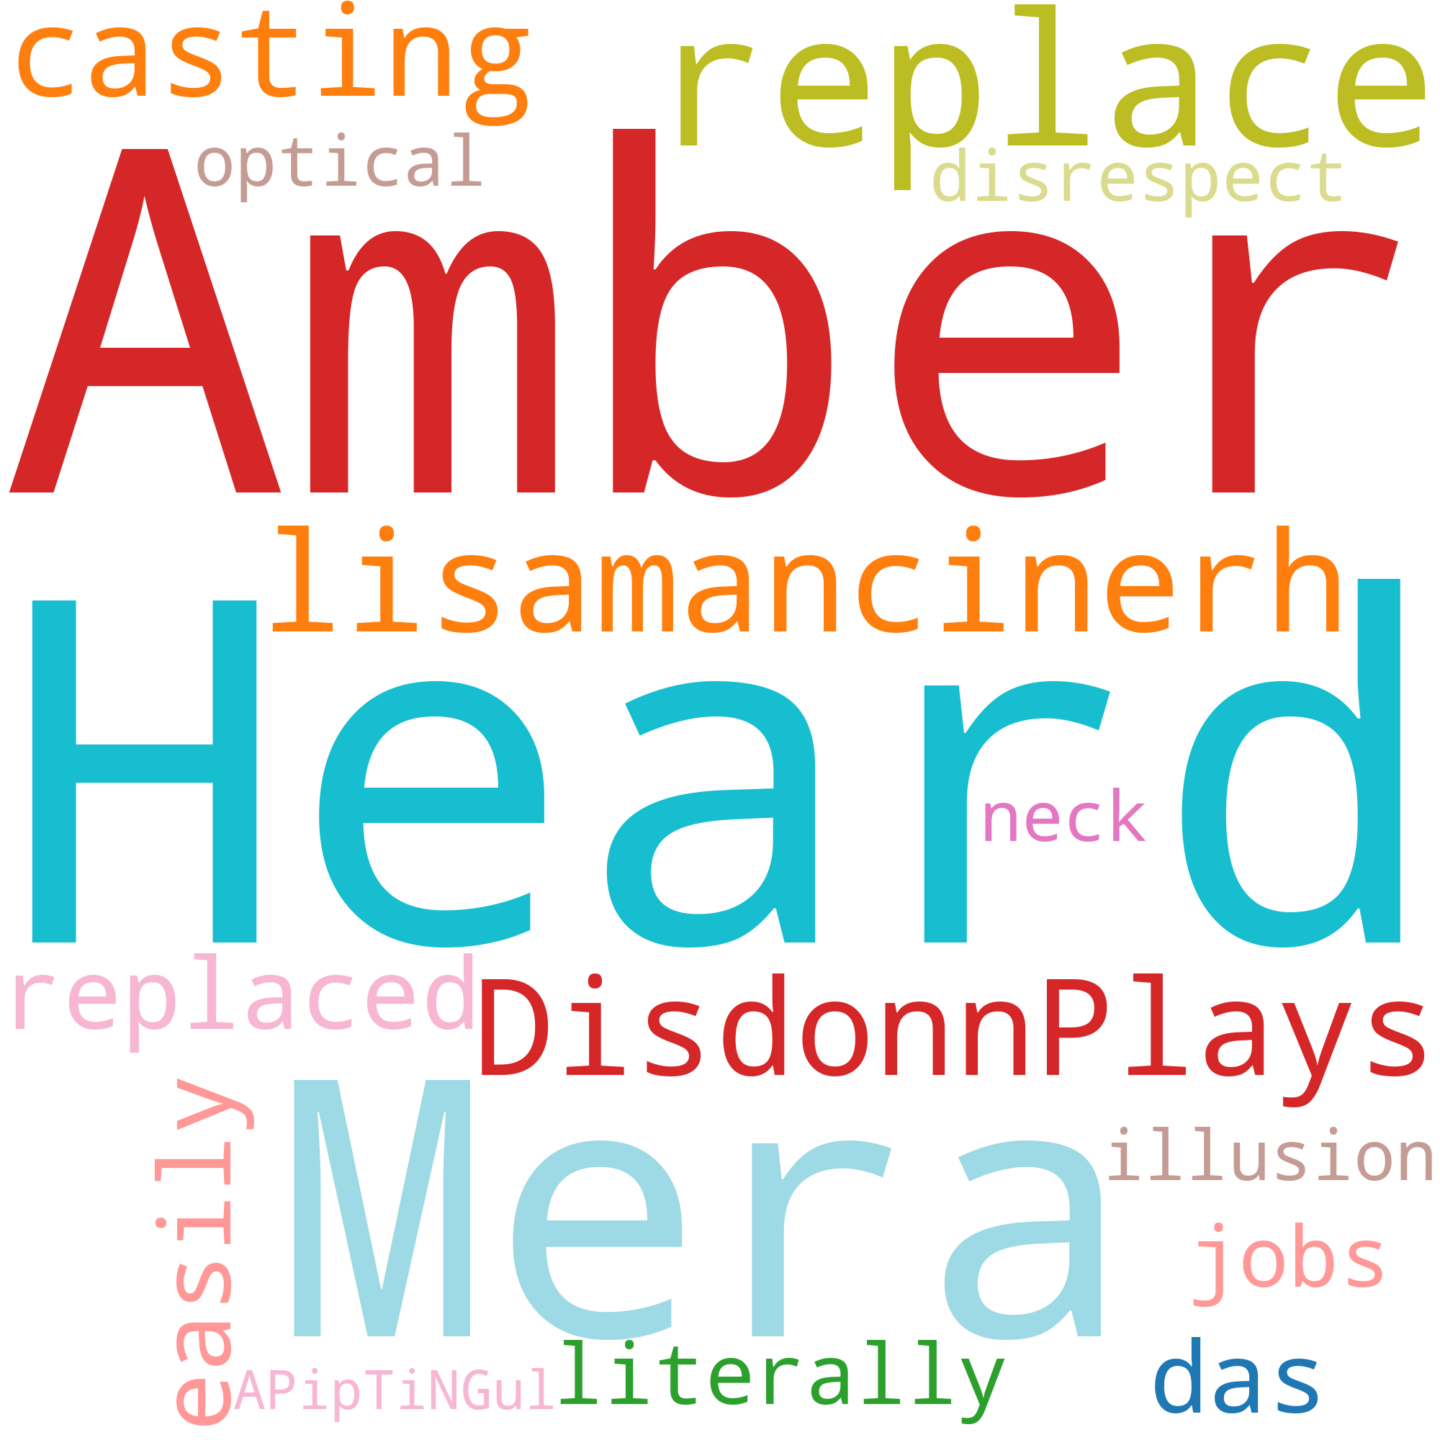 casting
replace
optical
disrespect
Amber
lisamancinerh
Heard
neck
replaced
DisdonnPlays
easily
Mera
illusion
jobs
literally
das
APipTiNGul